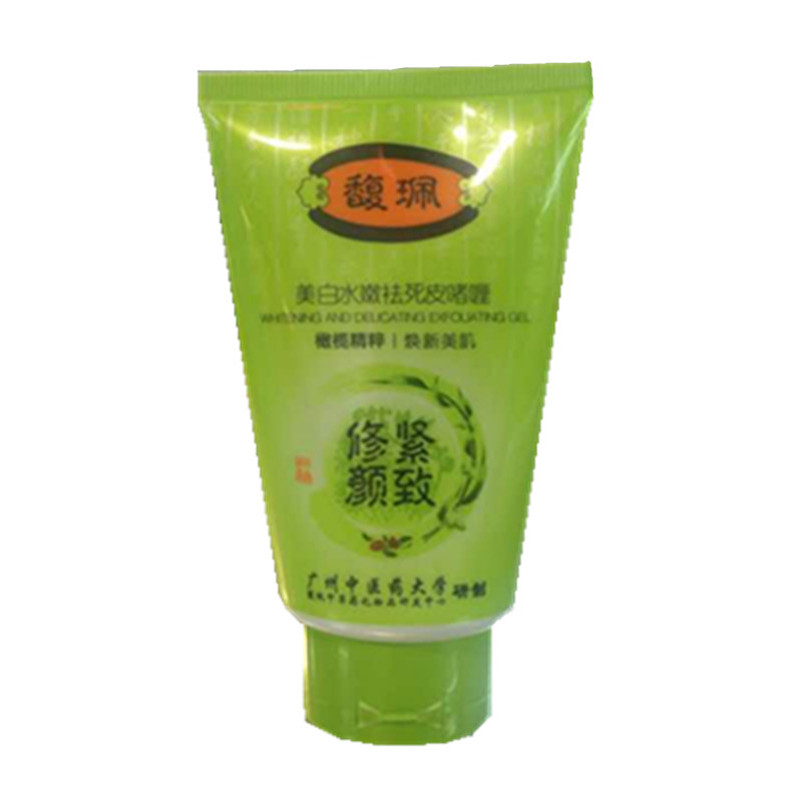 馥珮
美白水嫩祛死皮啫喱
WHITENING AND DELICATING EXFOLIATING GEL
橄榄精粹 | 焕新美肌
紧致
修颜
广州中医药大学 研制